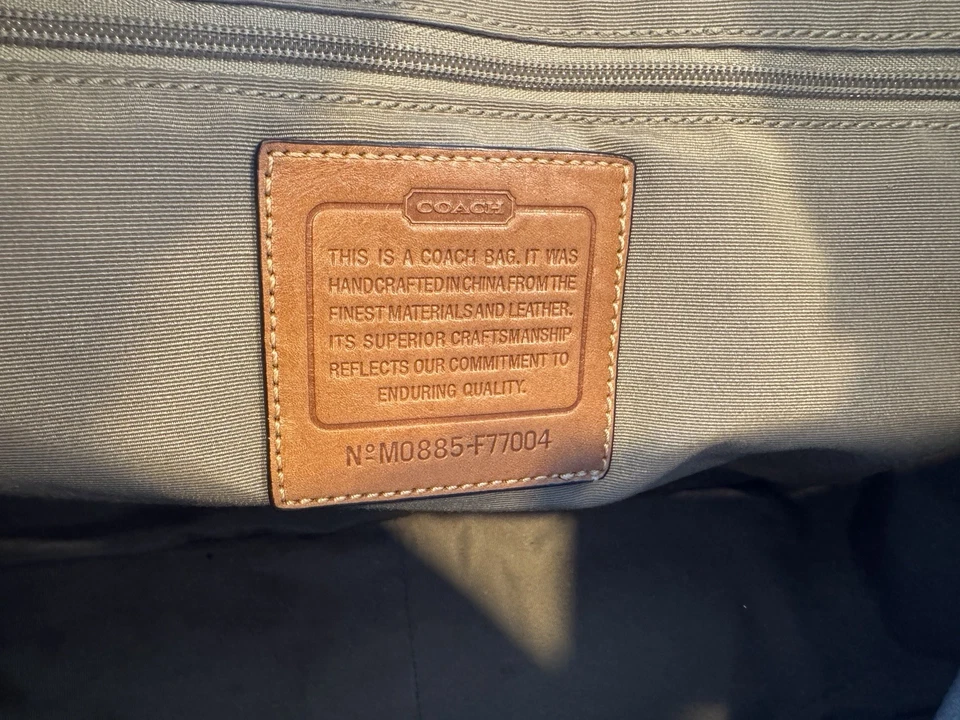 COACH
THIS IS A COACH BAG. IT WAS
HANDCRAFTED IN CHINA FROM THE
FINEST MATERIALS AND LEATHER.
ITS SUPERIOR CRAFTSMANSHIP
REFLECTS OUR COMMITMENT TO
ENDURING QUALITY.
Nº M0885-F77004